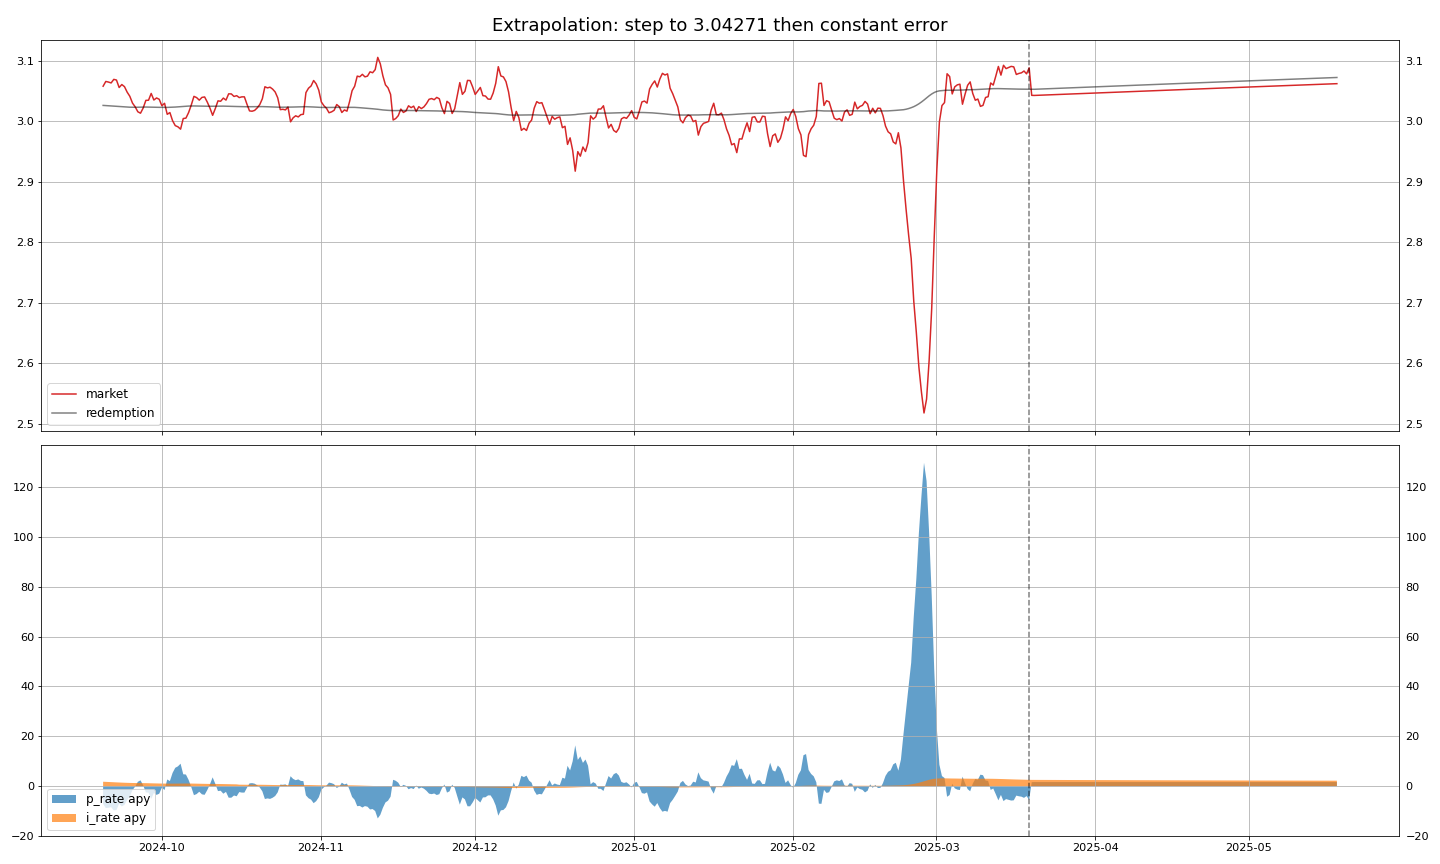 Extrapolation: step to 3.04271 then constant error
3.1 3.1
3.0 3.0
2.9 2.9
2.8 2.8
2.7 2.7
2.6 2.6
2.5 2.5
market
redemption
120 120
100 100
80 80
60 60
40 40
20 20
0 0
−20 −20
p_rate apy
i_rate apy
2024-10 2024-11 2024-12 2025-01 2025-02 2025-03 2025-04 2025-05